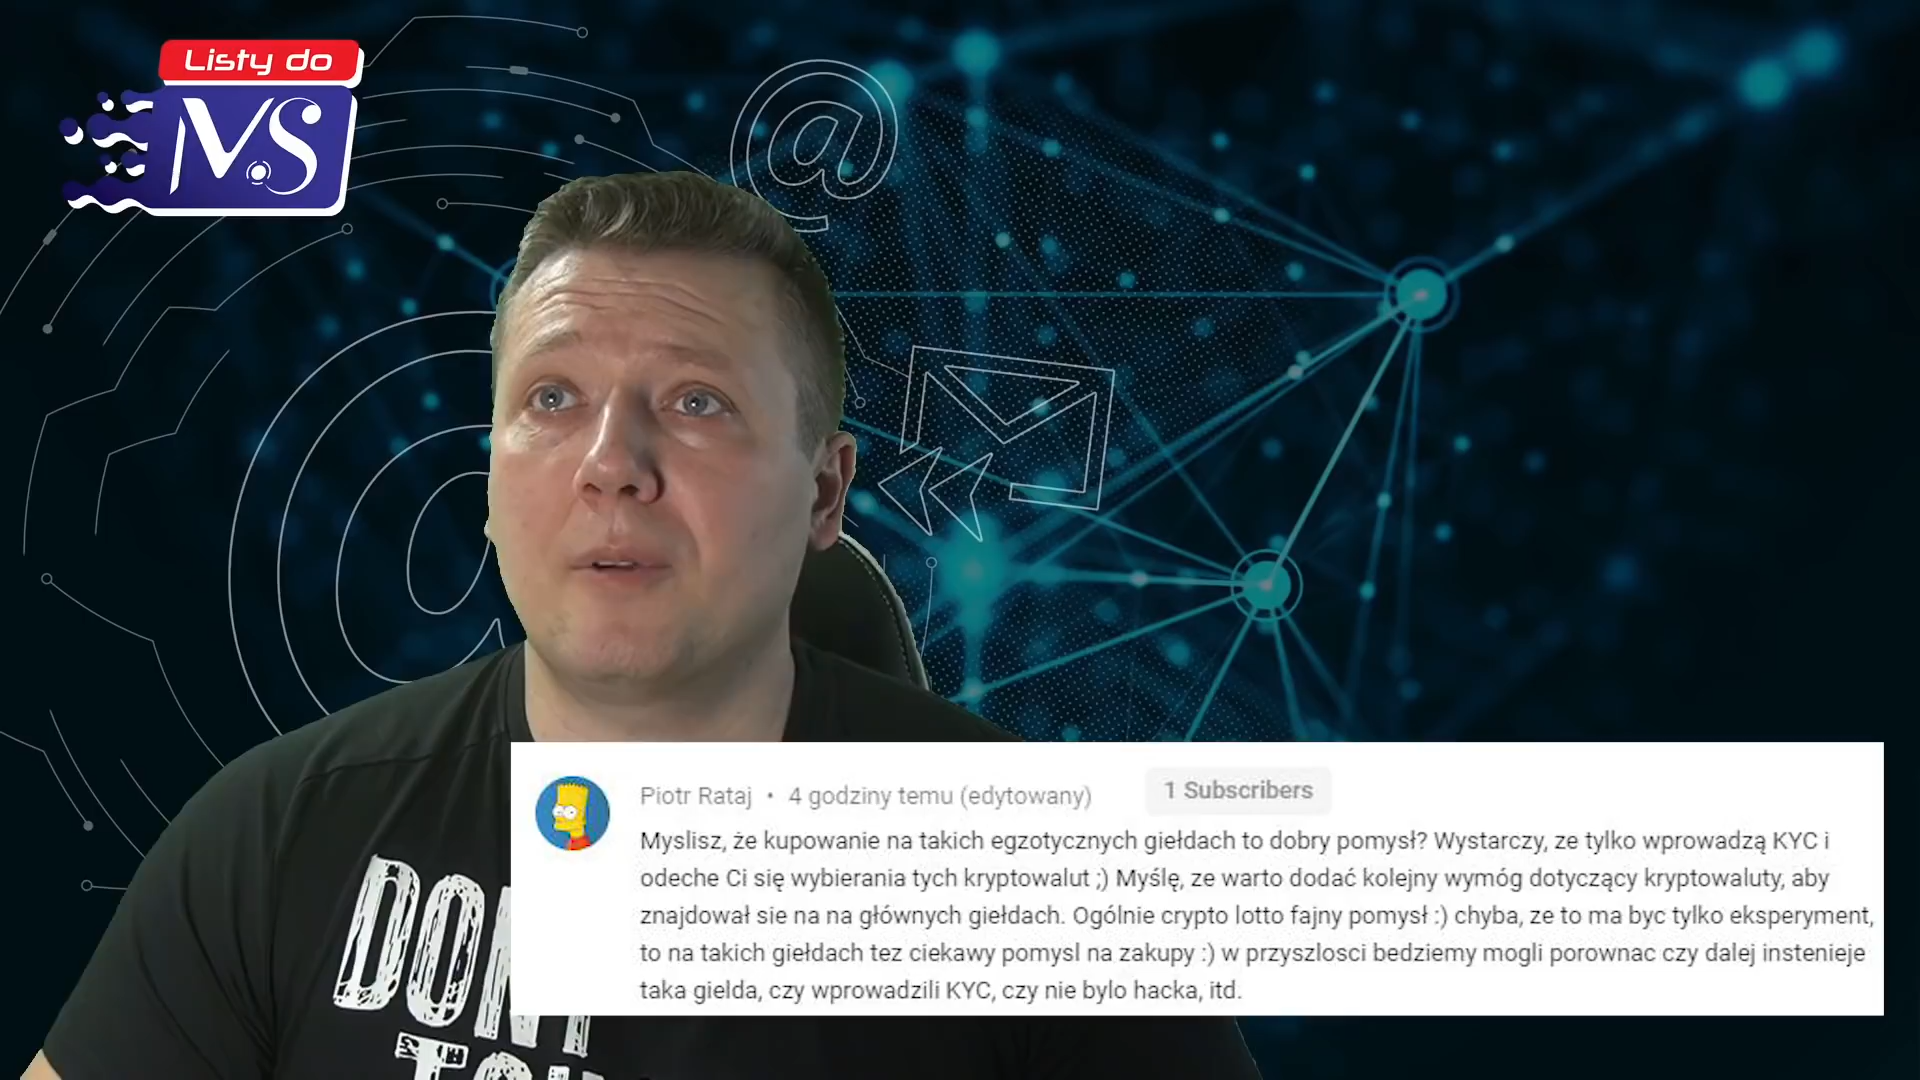 Listy do
MS
@
Piotr Rataj • 4 godziny temu (edytowany)
1 Subscribers
Myslisz, że kupowanie na takich egzotycznych giełdach to dobry pomysł? Wystarczy, ze tylko wprowadzą KYC i
odeche Ci się wybierania tych kryptowalut ;) Myślę, ze warto dodać kolejny wymóg dotyczący kryptowaluty, aby
znajdował sie na na głównych giełdach. Ogólnie crypto lotto fajny pomysł :) chyba, ze to ma byc tylko eksperyment,
to na takich giełdach tez ciekawy pomysl na zakupy :) w przyszlosci bedziemy mogli porownac czy dalej instenieje
taka gielda, czy wprowadzili KYC, czy nie bylo hacka, itd.